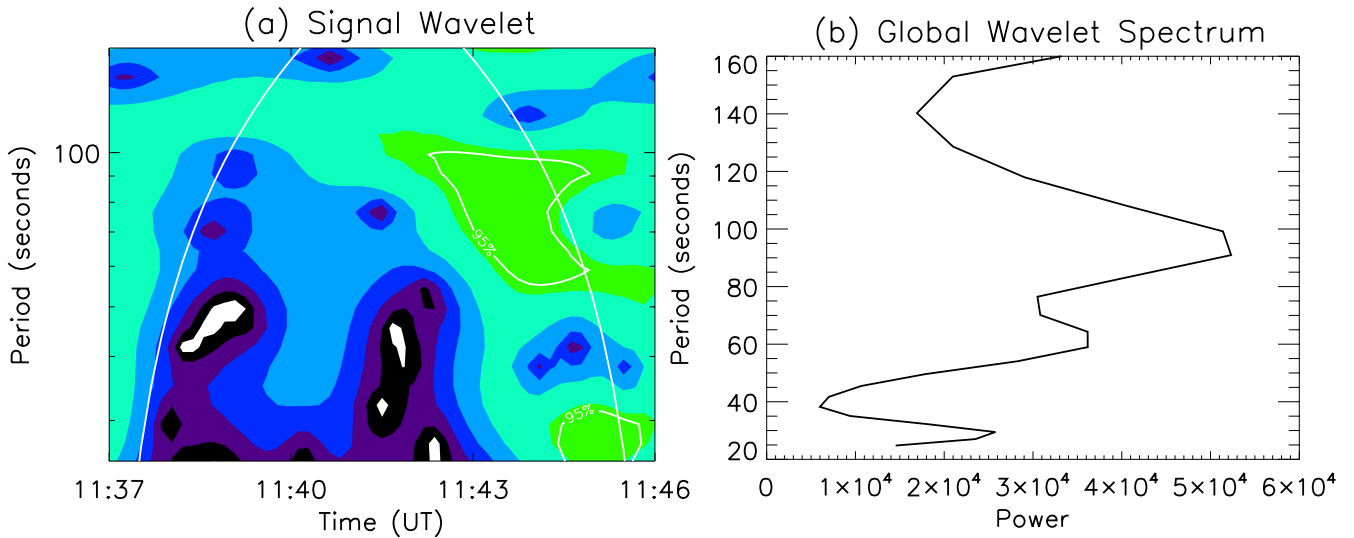 (a) Signal Wavelet
100
Period (seconds)
95%
95%
11:37 11:40 11:43 11:46
Time (UT)
(b) Global Wavelet Spectrum
160
140
120
100
80
60
40
20
Period (seconds)
0 1×10⁴ 2×10⁴ 3×10⁴ 4×10⁴ 5×10⁴ 6×10⁴
Power